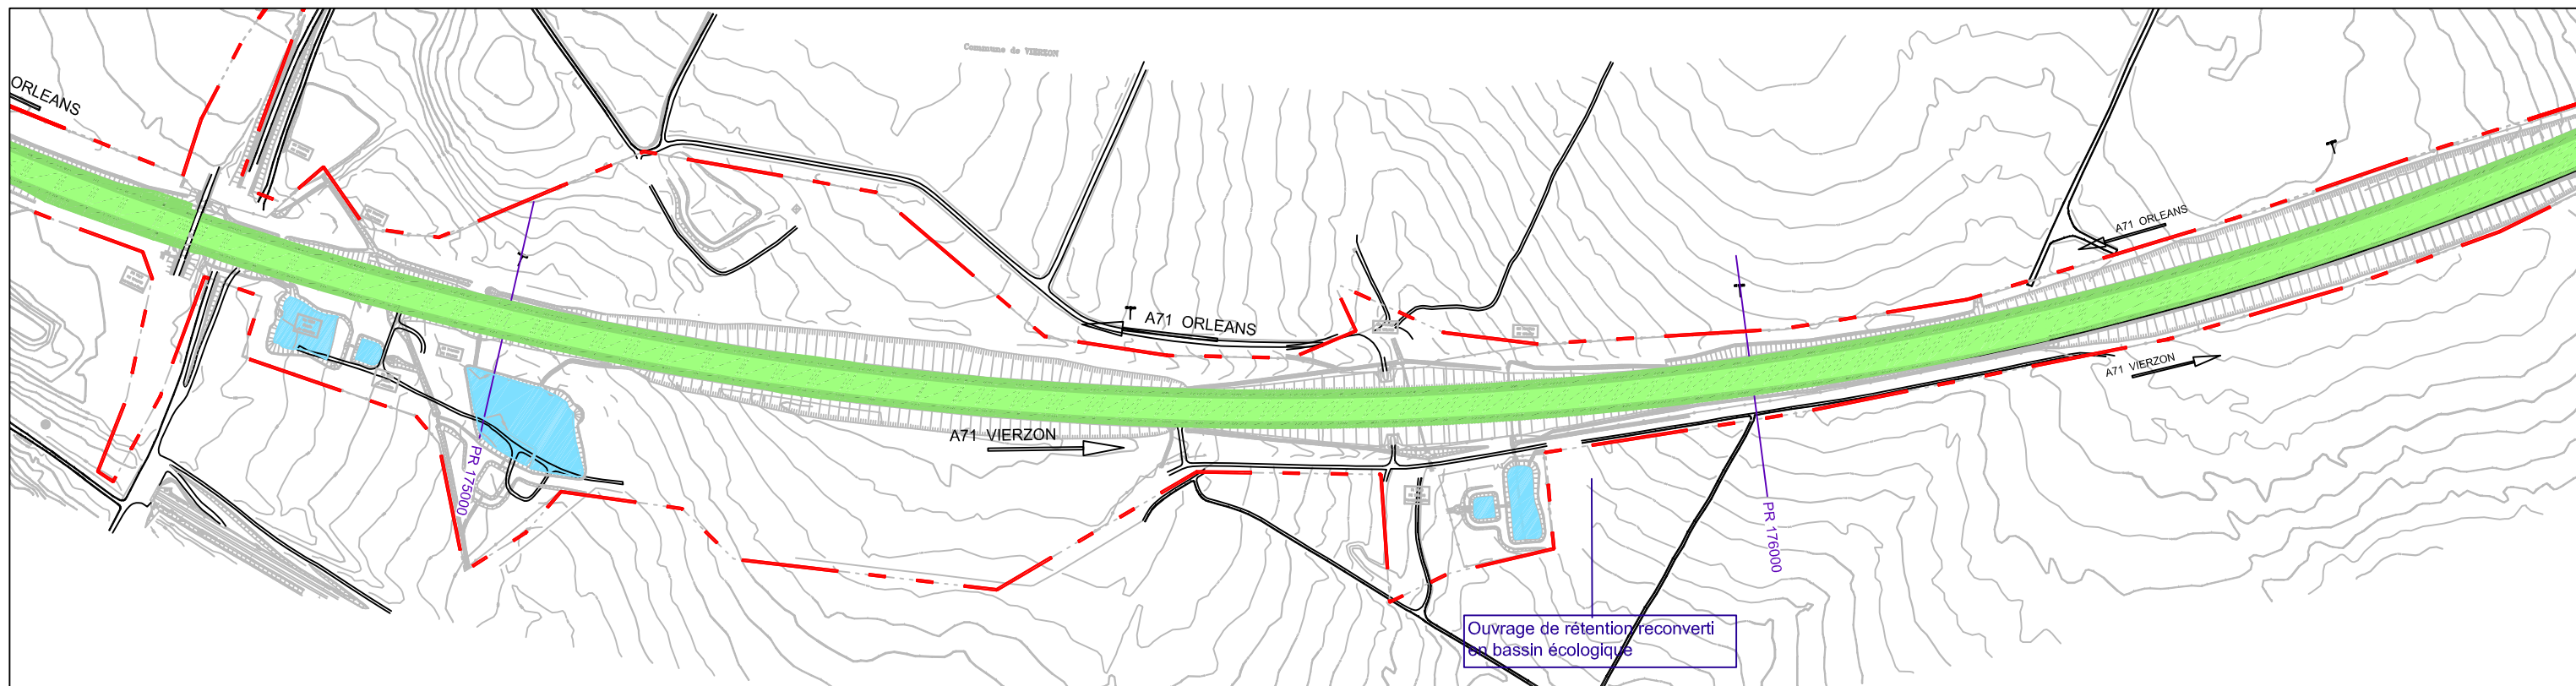 Commune de VIERZON
ORLEANS
A71 ORLEANS
A71 ORLEANS
A71 VIERZON
A71 VIERZON
PR 175000
PR 176000
Ouvrage de rétention reconverti
en bassin écologique